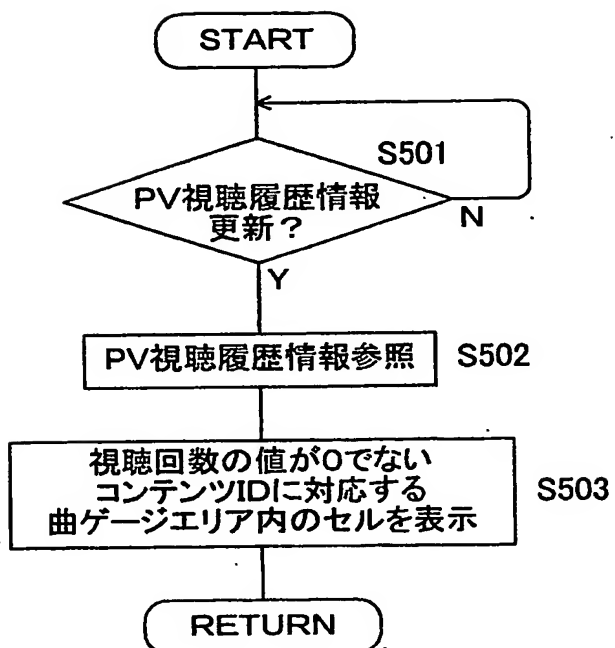 START
S501
PV視聴履歴情報
更新？
N
Y
PV視聴履歴情報参照
S502
視聴回数の値が0でない
コンテンツIDに対応する
曲ゲージエリア内のセルを表示
S503
RETURN